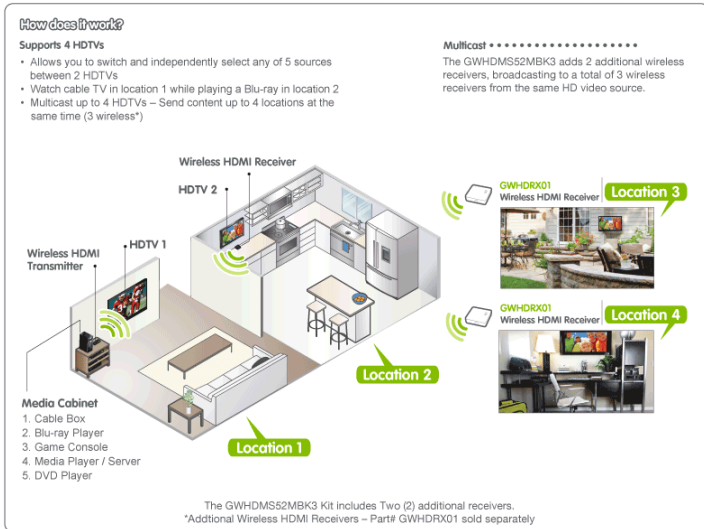 How does it work?
Supports 4 HDTVs
• Allows you to switch and independently select any of 5 sources
between 2 HDTVs
• Watch cable TV in location 1 while playing a Blu-ray in location 2
• Multicast up to 4 HDTVs – Send content up to 4 locations at the
same time (3 wireless*)
Multicast
The GWHDMS52MBK3 adds 2 additional wireless
receivers, broadcasting to a total of 3 wireless
receivers from the same HD video source.
Wireless HDMI Receiver
HDTV 2
HDTV 1
Wireless HDMI
Transmitter
GWHDRX01
Wireless HDMI Receiver
Location 3
GWHDRX01
Wireless HDMI Receiver
Location 4
Location 2
Location 1
Media Cabinet
1. Cable Box
2. Blu-ray Player
3. Game Console
4. Media Player / Server
5. DVD Player
The GWHDMS52MBK3 Kit includes Two (2) additional receivers.
*Addtional Wireless HDMI Receivers – Part# GWHDRX01 sold separately